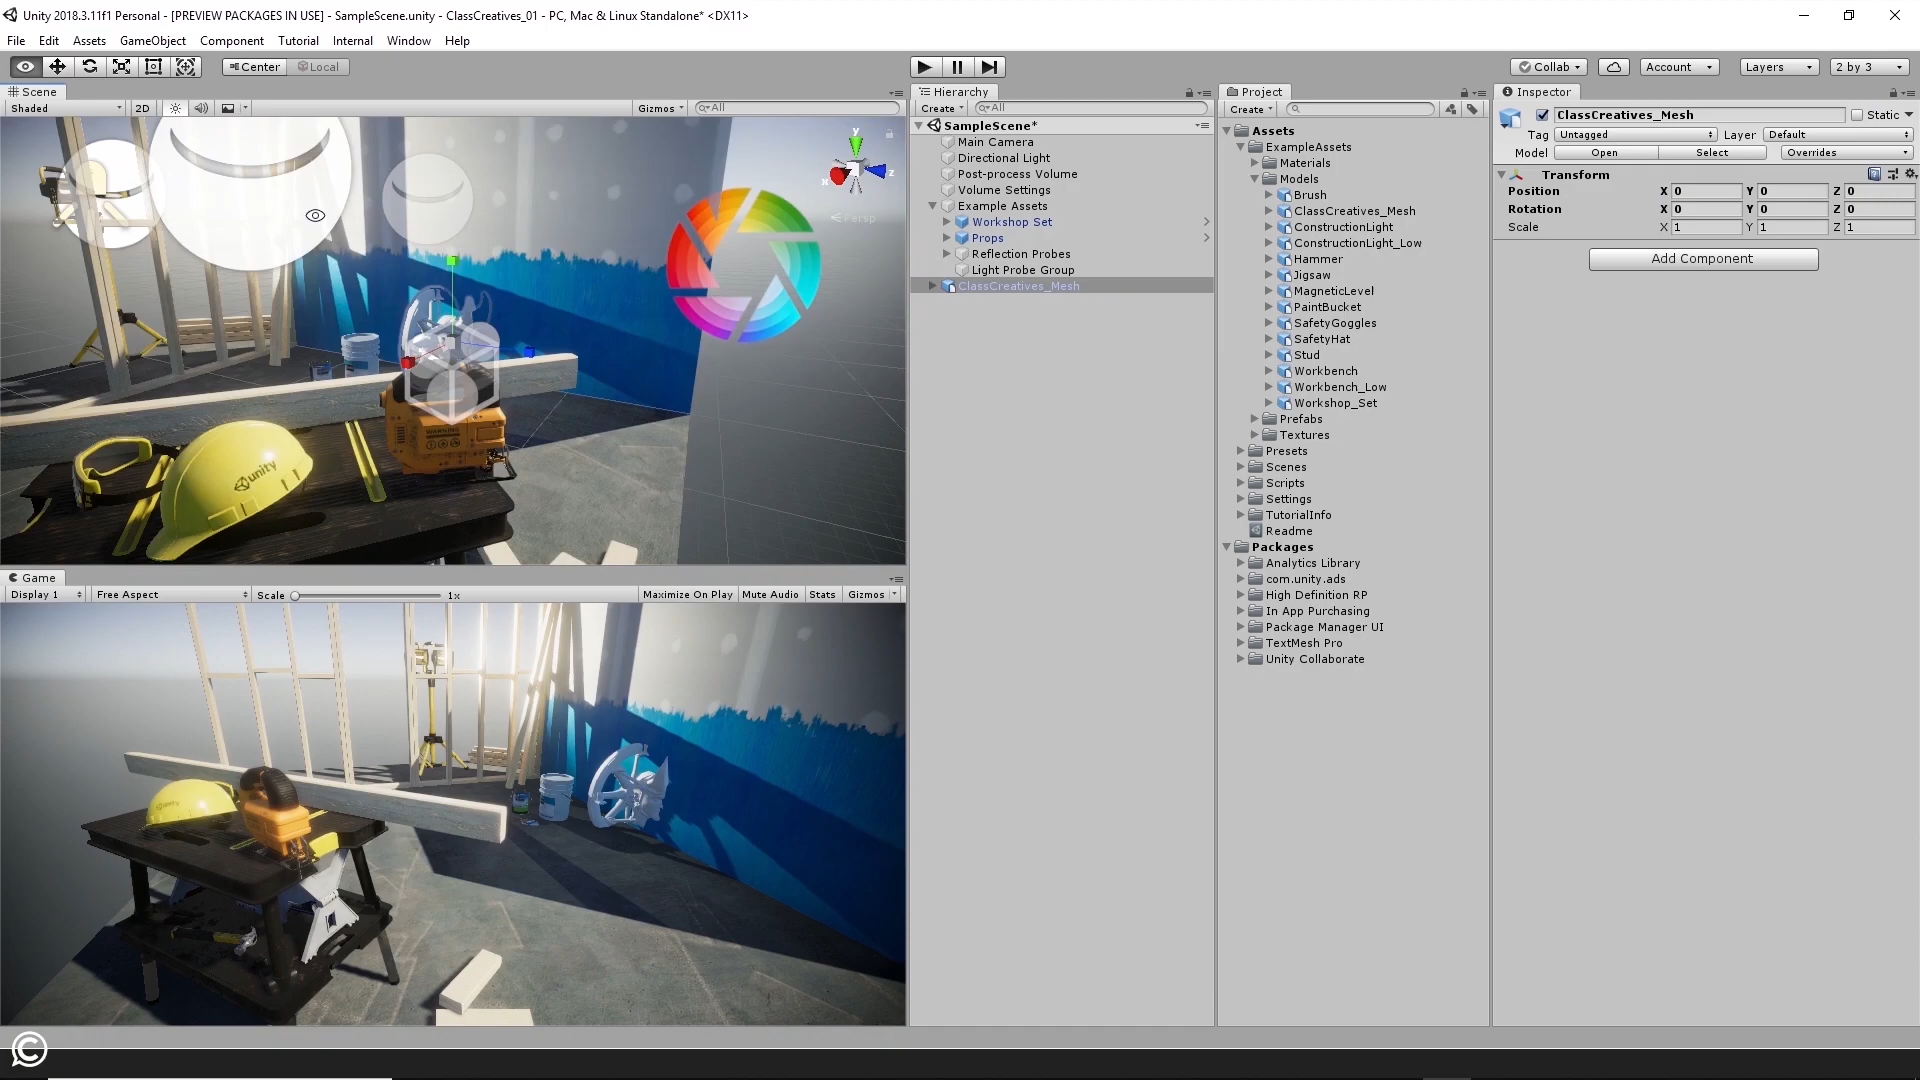 Unity 2018.3.11f1 Personal - [PREVIEW PACKAGES IN USE] - SampleScene.unity - ClassCreatives_01 - PC, Mac & Linux Standalone* <DX11>
File Edit Assets GameObject Component Tutorial Internal Window Help
Center Local
Collab Account Layers 2 by 3
Scene
Shaded 2D Gizmos All
y
x z
Persp
unity
WARNING
Game
Display 1 Free Aspect Scale 1x Maximize On Play Mute Audio Stats Gizmos
unity
Hierarchy
Create All
SampleScene*
Main Camera
Directional Light
Post-process Volume
Volume Settings
Example Assets
Workshop Set
Props
Reflection Probes
Light Probe Group
ClassCreatives_Mesh
Project
Create
Assets
ExampleAssets
Materials
Models
Brush
ClassCreatives_Mesh
ConstructionLight
ConstructionLight_Low
Hammer
Jigsaw
MagneticLevel
PaintBucket
SafetyGoggles
SafetyHat
Stud
Workbench
Workbench_Low
Workshop_Set
Prefabs
Textures
Presets
Scenes
Scripts
Settings
TutorialInfo
Readme
Packages
Analytics Library
com.unity.ads
High Definition RP
In App Purchasing
Package Manager UI
TextMesh Pro
Unity Collaborate
Inspector
ClassCreatives_Mesh Static
Tag Untagged Layer Default
Model Open Select Overrides
Transform
Position X 0 Y 0 Z 0
Rotation X 0 Y 0 Z 0
Scale X 1 Y 1 Z 1
Add Component